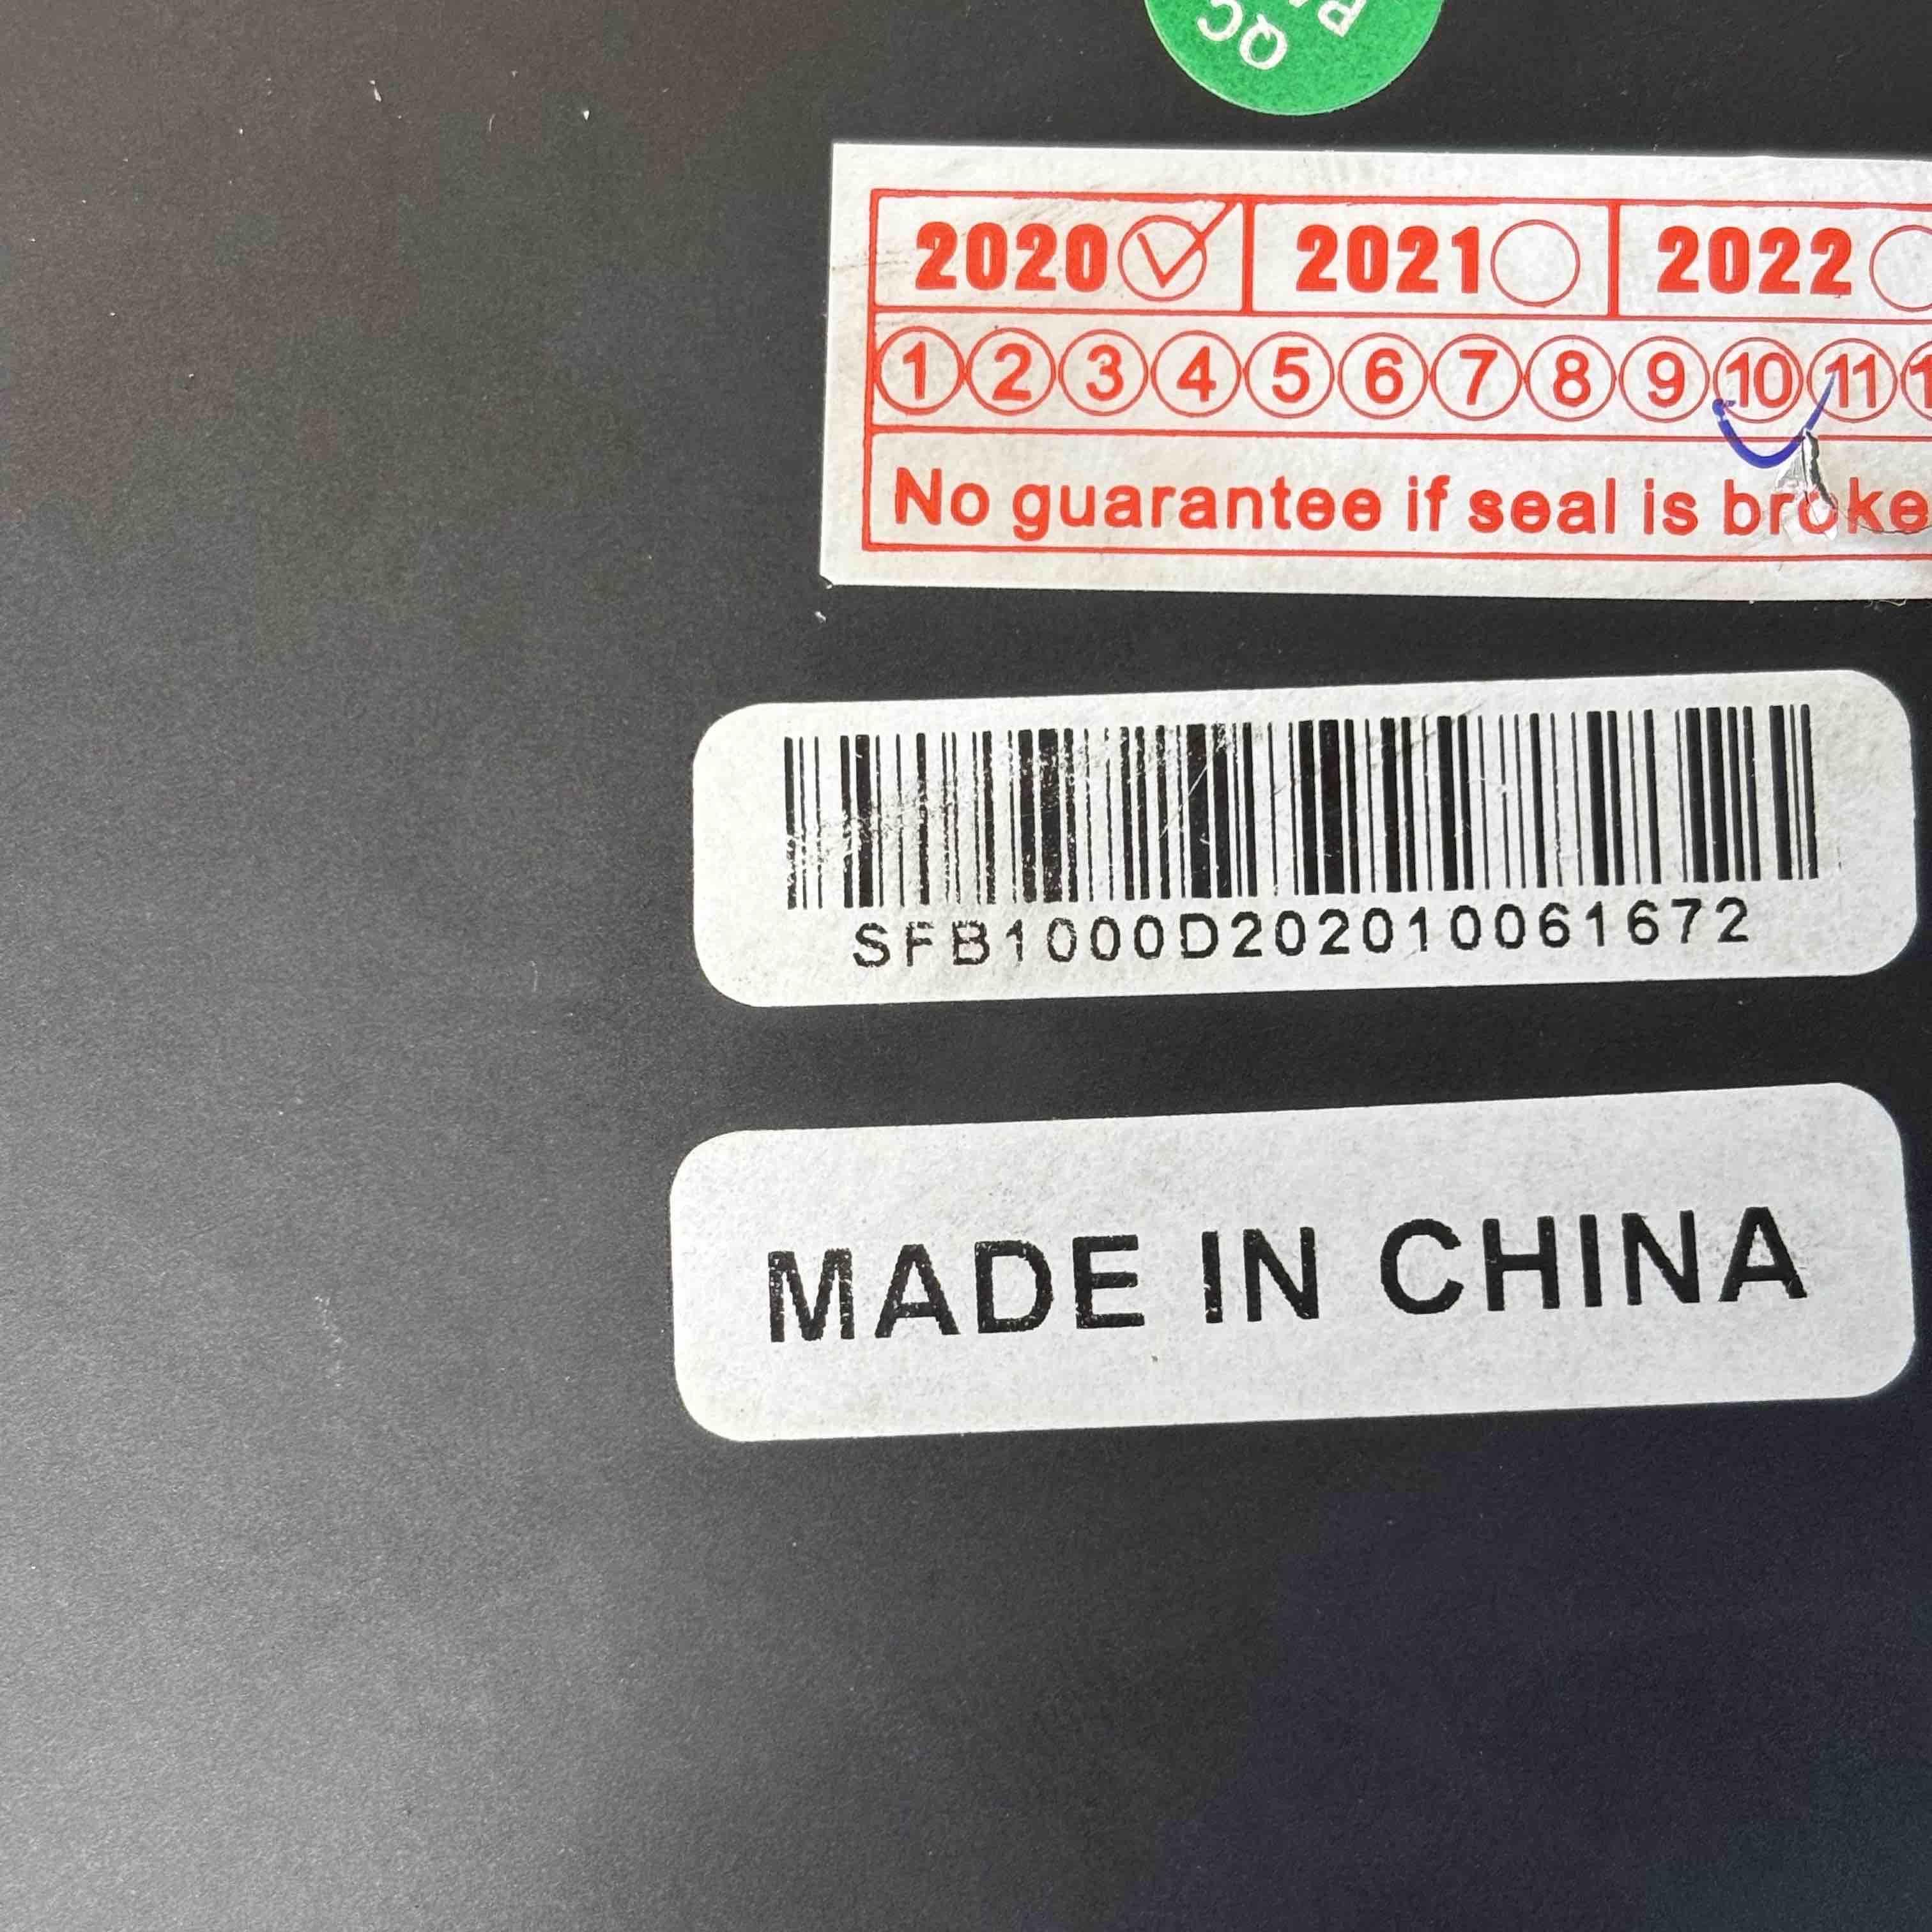 QC
2020 2021 2022
1 2 3 4 5 6 7 8 9 10 11
No guarantee if seal is broke
SFB1000D202010061672
MADE IN CHINA